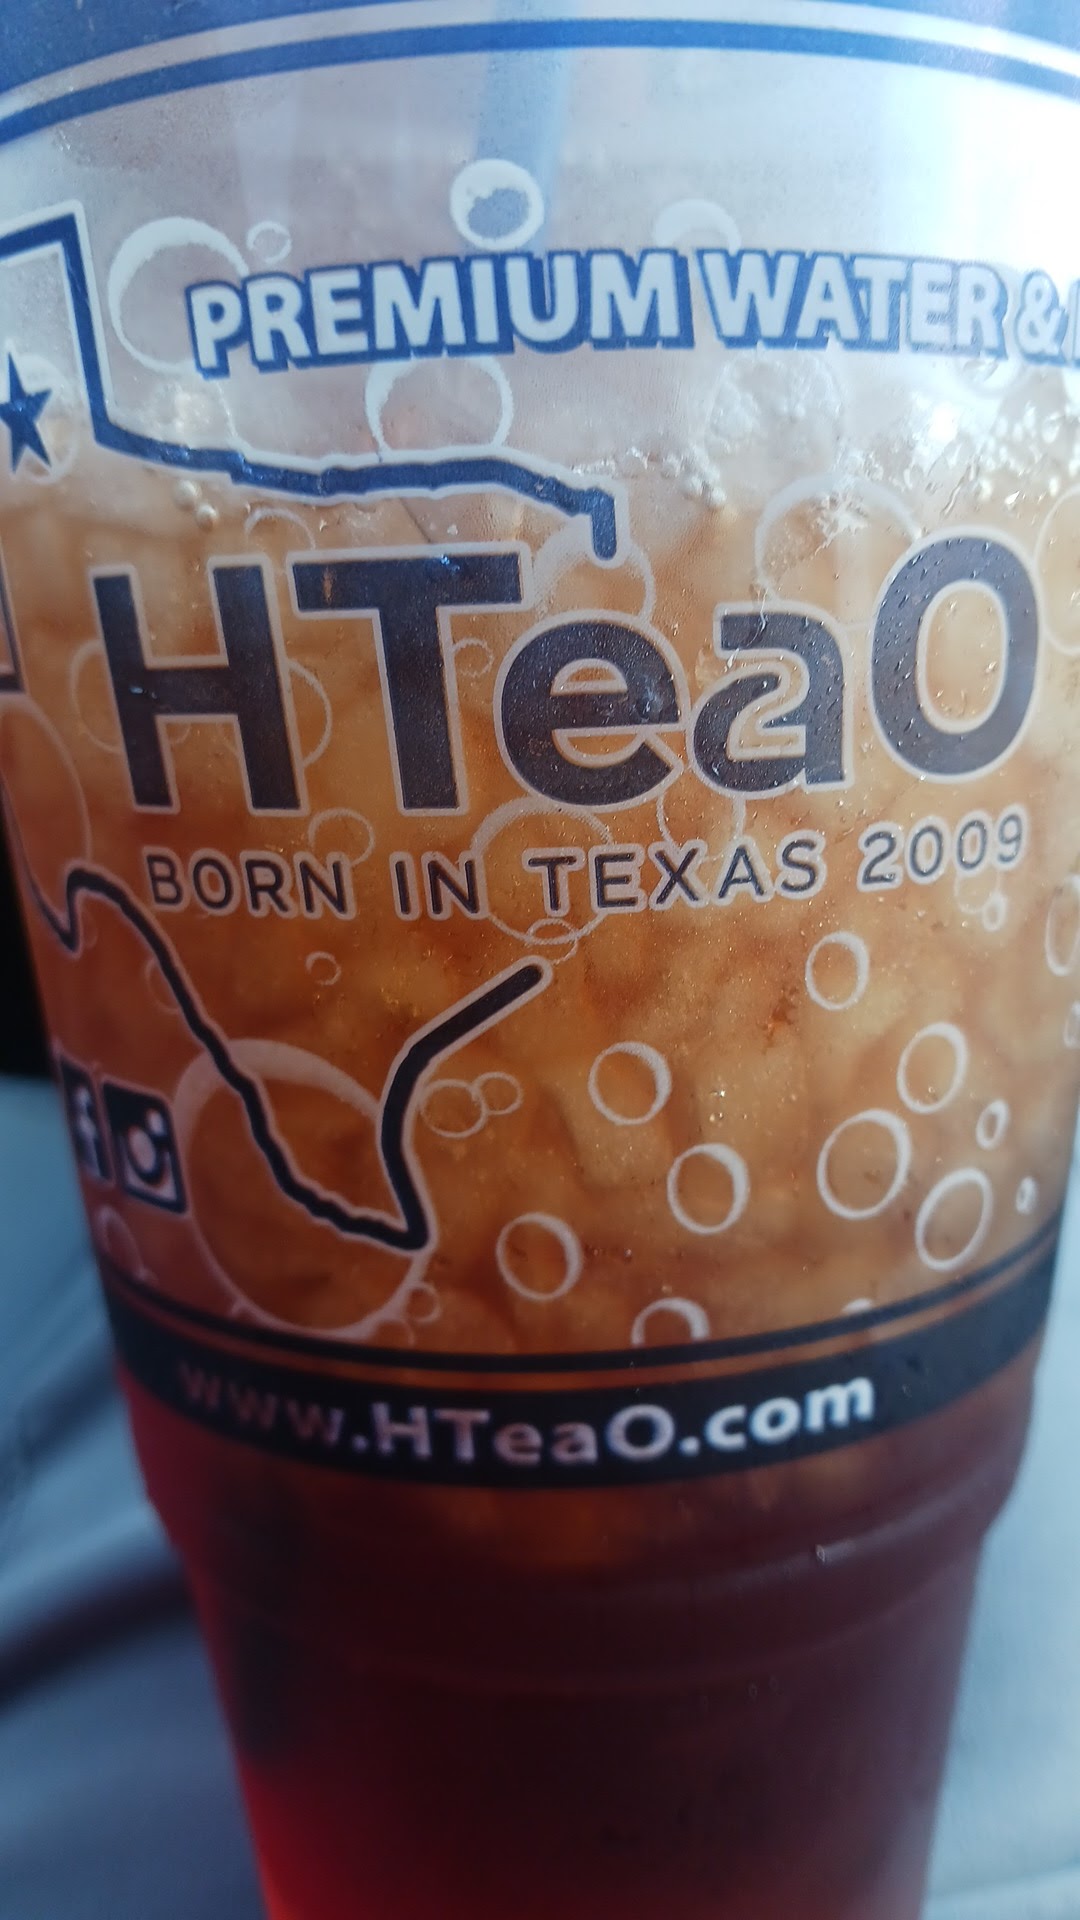 PREMIUM WATER &
HTeaO
BORN IN TEXAS 2009
f
www.HTeaO.com